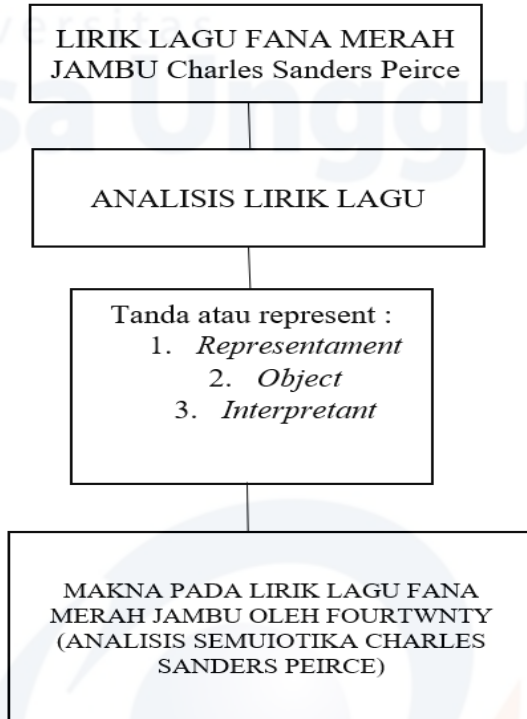 LIRIK LAGU FANA MERAH
JAMBU Charles Sanders Peirce
ANALISIS LIRIK LAGU
Tanda atau represent :
1. Representament
2. Object
3. Interpretant
MAKNA PADA LIRIK LAGU FANA
MERAH JAMBU OLEH FOURTWNTY
(ANALISIS SEMUIOTIKA CHARLES
SANDERS PEIRCE)